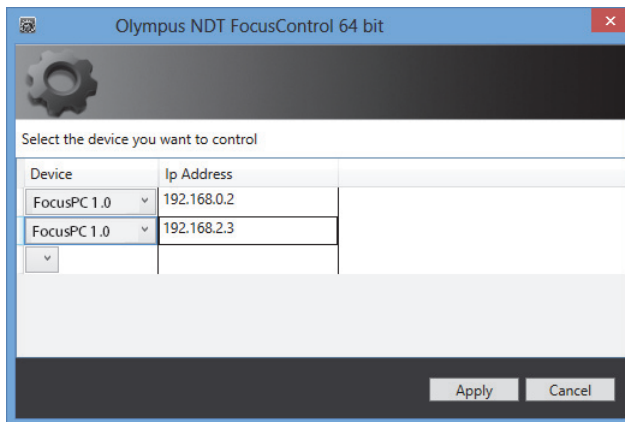 Olympus NDT FocusControl 64 bit
Select the device you want to control
Device Ip Address
FocusPC 1.0 192.168.0.2
FocusPC 1.0 192.168.2.3
Apply Cancel